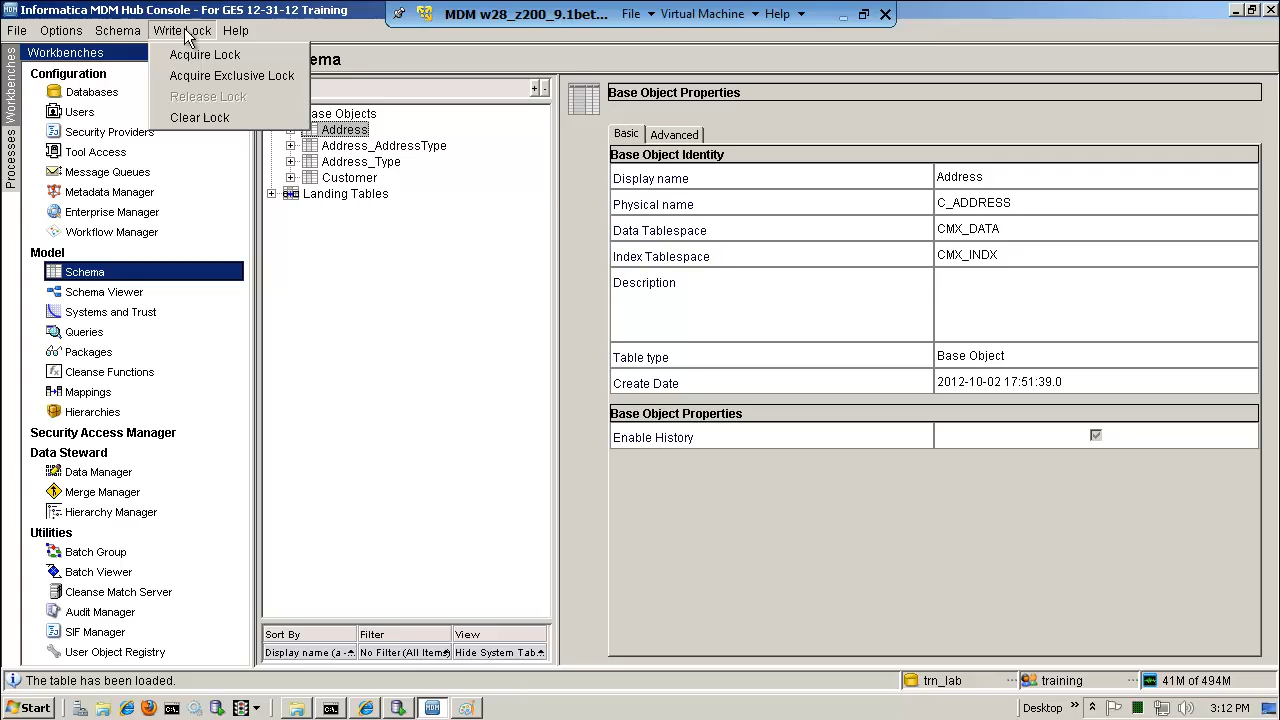 Informatica MDM Hub Console - For GES 12-31-12 Training
MDM w28_z200_9.1bet... File Virtual Machine Help
File Options Schema Write Lock Help
Acquire Lock
Acquire Exclusive Lock
Release Lock
Clear Lock
Workbenches
Processes
Workbenches
Configuration
Databases
Users
Security Providers
Tool Access
Message Queues
Metadata Manager
Enterprise Manager
Workflow Manager
Model
Schema
Schema Viewer
Systems and Trust
Queries
Packages
Cleanse Functions
Mappings
Hierarchies
Security Access Manager
Data Steward
Data Manager
Merge Manager
Hierarchy Manager
Utilities
Batch Group
Batch Viewer
Cleanse Match Server
Audit Manager
SIF Manager
User Object Registry
ema
ase Objects
Address
Address_AddressType
Address_Type
Customer
Landing Tables
Sort By Filter View
Display name (a - No Filter (All Items) Hide System Tab
Base Object Properties
Basic Advanced
Base Object Identity
Display name Address
Physical name C_ADDRESS
Data Tablespace CMX_DATA
Index Tablespace CMX_INDX
Description
Table type Base Object
Create Date 2012-10-02 17:51:39.0
Base Object Properties
Enable History
The table has been loaded. trn_lab training 41M of 494M
Start Desktop 3:12 PM